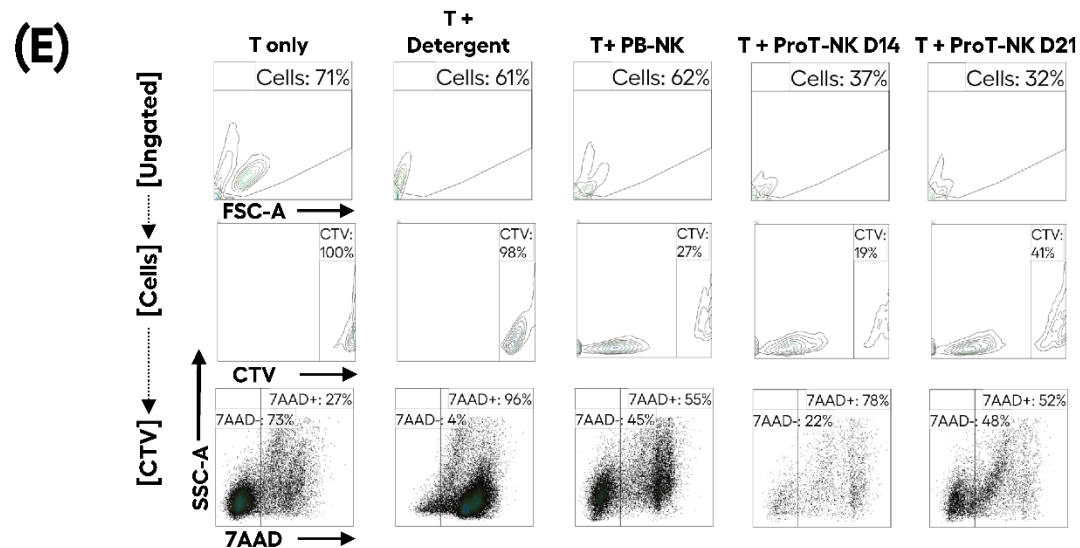 (E)
T only
T +
Detergent
T+ PB-NK
T + ProT-NK D14
T + ProT-NK D21
[Ungated]
Cells: 71%
Cells: 61%
Cells: 62%
Cells: 37%
Cells: 32%
FSC-A
[Cells]
CTV:
100%
CTV:
98%
CTV:
27%
CTV:
19%
CTV:
41%
CTV
[CTV]
SSC-A
7AAD+: 27%
7AAD-: 73%
7AAD+: 96%
7AAD-: 4%
7AAD+: 55%
7AAD-: 45%
7AAD+: 78%
7AAD-: 22%
7AAD+: 52%
7AAD-: 48%
7AAD